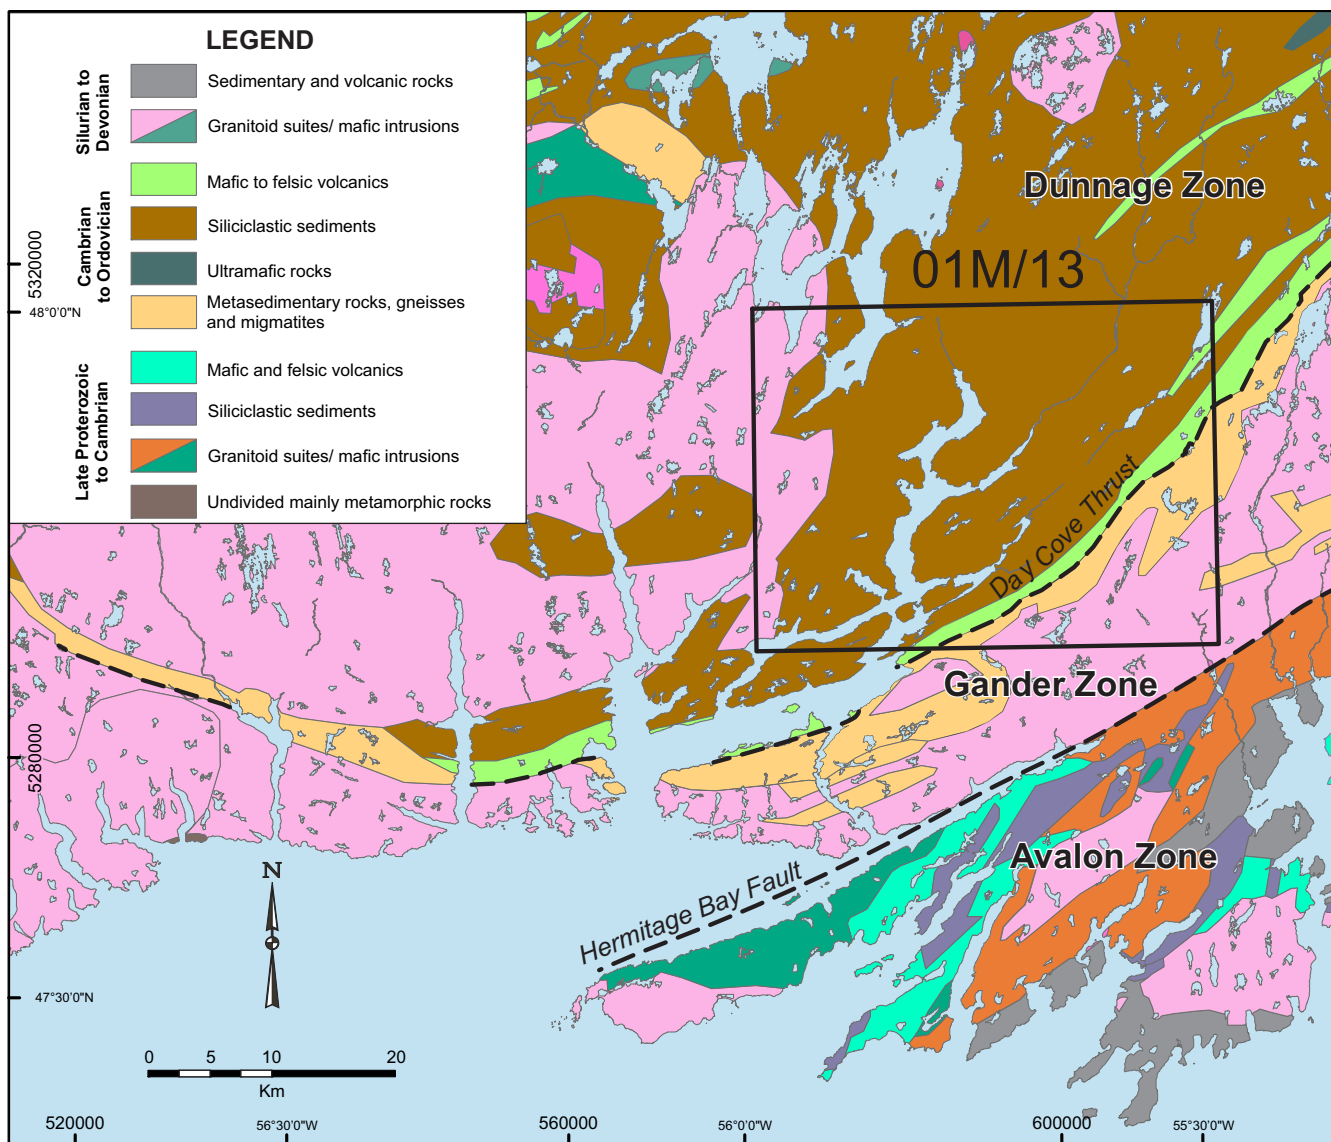 LEGEND
Silurian to
Devonian
Sedimentary and volcanic rocks
Granitoid suites/ mafic intrusions
Cambrian
to Ordovician
Mafic to felsic volcanics
Siliciclastic sediments
Ultramafic rocks
Metasedimentary rocks, gneisses
and migmatites
Late Proterozoic
to Cambrian
Mafic and felsic volcanics
Siliciclastic sediments
Granitoid suites/ mafic intrusions
Undivided mainly metamorphic rocks
Dunnage Zone
01M/13
Day Cove Thrust
Gander Zone
Avalon Zone
Hermitage Bay Fault
N
0 5 10 20
Km
5320000
48°0'0"N
5280000
47°30'0"N
520000
56°30'0"W
560000
56°0'0"W
600000
55°30'0"W